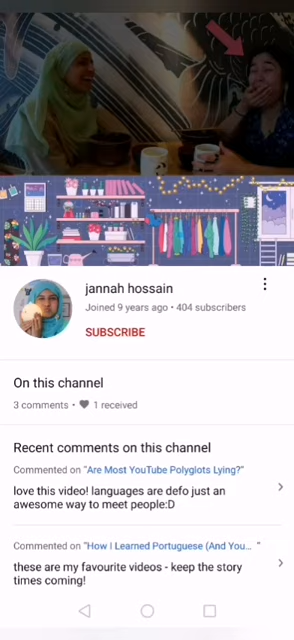 jannah hossain
Joined 9 years ago • 404 subscribers
SUBSCRIBE
On this channel
3 comments • 1 received
Recent comments on this channel
Commented on "Are Most YouTube Polyglots Lying?"
love this video! languages are defo just an
awesome way to meet people:D
Commented on "How I Learned Portuguese (And You... "
these are my favourite videos - keep the story
times coming!